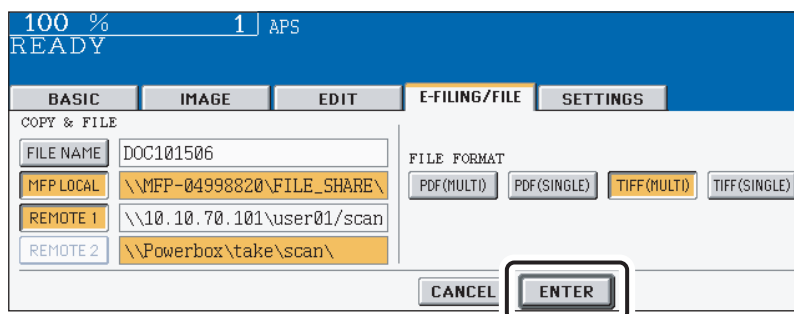 100 % 1 APS
READY
BASIC IMAGE EDIT E-FILING/FILE SETTINGS
COPY & FILE
FILE NAME DOC101506
FILE FORMAT
MFP LOCAL \\MFP-04998820\FILE_SHARE\
PDF(MULTI) PDF(SINGLE) TIFF(MULTI) TIFF(SINGLE)
REMOTE 1 \\10.10.70.101\user01/scan
REMOTE 2 \\Powerbox\take\scan\
CANCEL ENTER